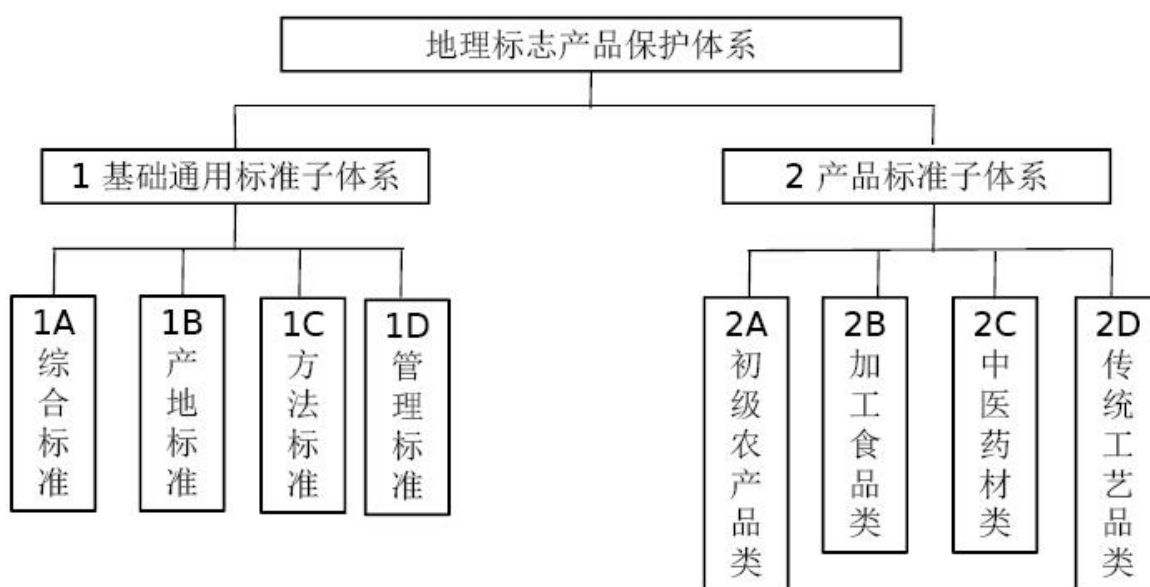 地理标志产品保护体系
1 基础通用标准子体系
2 产品标准子体系
1A
综合标准
1B
产地标准
1C
方法标准
1D
管理标准
2A
初级农产品类
2B
加工食品类
2C
中医药材类
2D
传统工艺品类